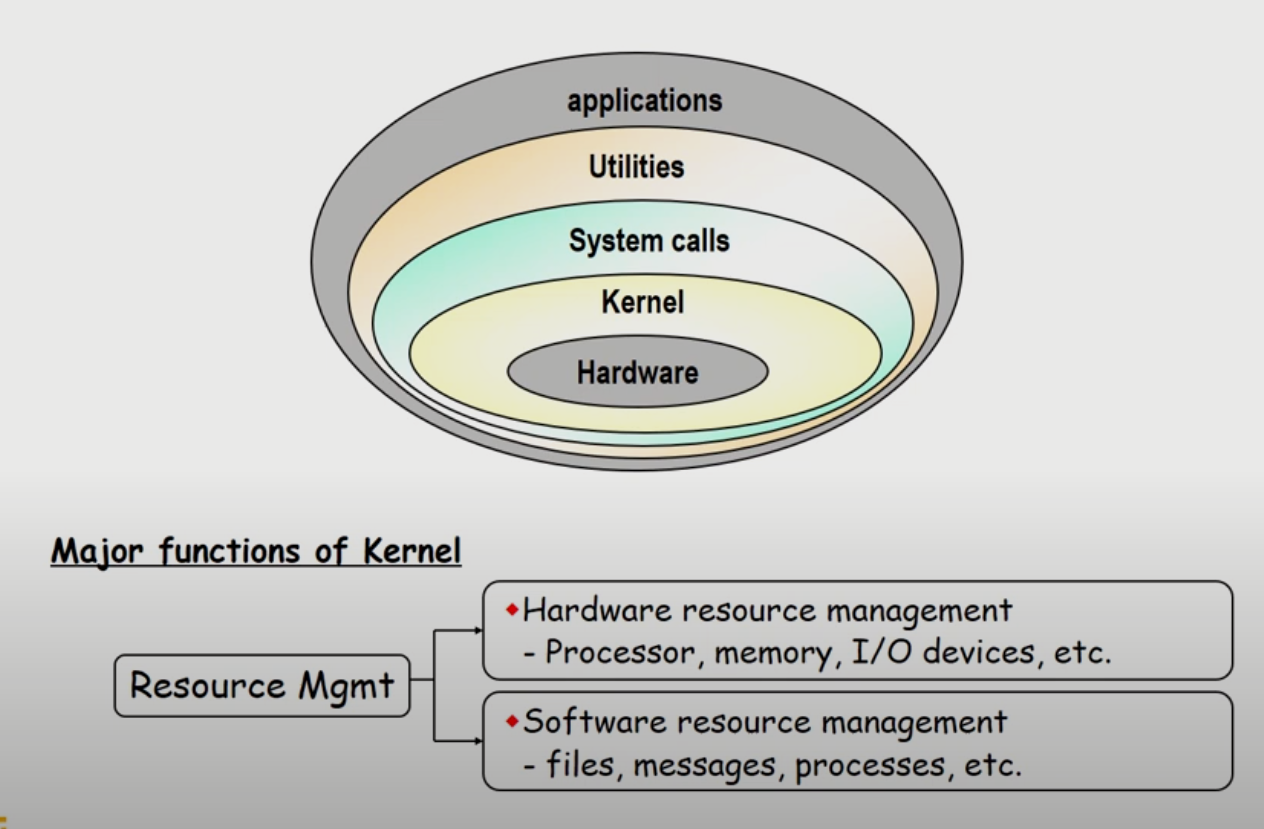 applications
Utilities
System calls
Kernel
Hardware
Major functions of Kernel
Resource Mgmt
◆Hardware resource management
- Processor, memory, I/O devices, etc.
◆Software resource management
- files, messages, processes, etc.